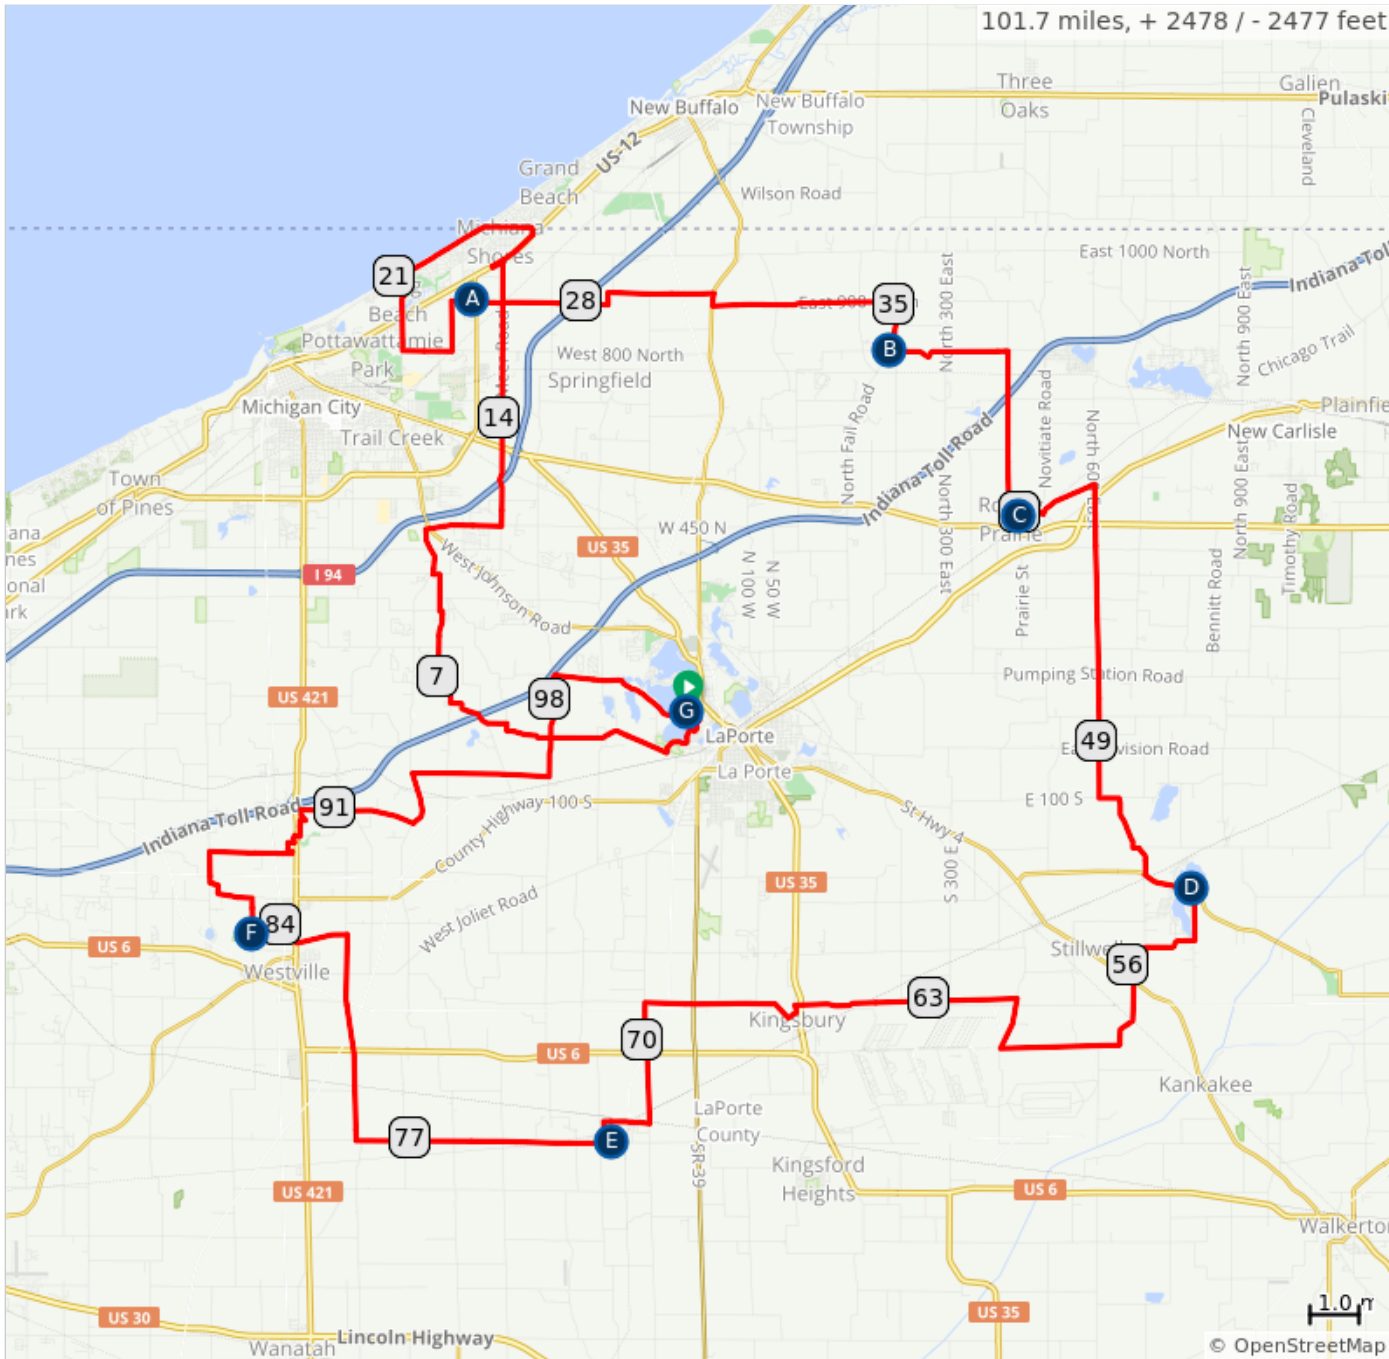 101.7 miles, + 2478 / - 2477 feet
Three
Oaks
Galien
Pulaski
New Buffalo
New Buffalo
Township
Cleveland
US-12
Grand
Beach
Wilson Road
Michiana
Shores
East 1000 North
Indiana Toll
21
A
28
35
Beach
Pottawattamie
Park
B
North 300 East
North 900 East
Chicago Trail
West 800 North
Springfield
Michigan City
Trail Creek
14
North Fail Road
Indiana Toll Road
Novitiate Road
Plainfie
New Carlisle
Town
of Pines
W 450 N
C
Prairie
North 300 East
North 900 East
Timothy Road
US 35
I 94
West Johnson Road
N 100 W
N 50 W
Prairie St
Bennitt Road
7
98
US 421
G
LaPorte
La Porte
Pumping Station Road
49
E 100 S
91
Indiana Toll Road
County Highway 100 S
St Hwy 4
S 300 E
US 35
D
West Joliet Road
F
84
US 6
Westville
56
63
Kingsbury
70
US 6
Kankakee
LaPorte
County
77
E
SR-39
Kingsford
Heights
US 421
US 6
Walkerto
US 30
Lincoln Highway
Wanatah
US 35
1.0 m
© OpenStreetMap